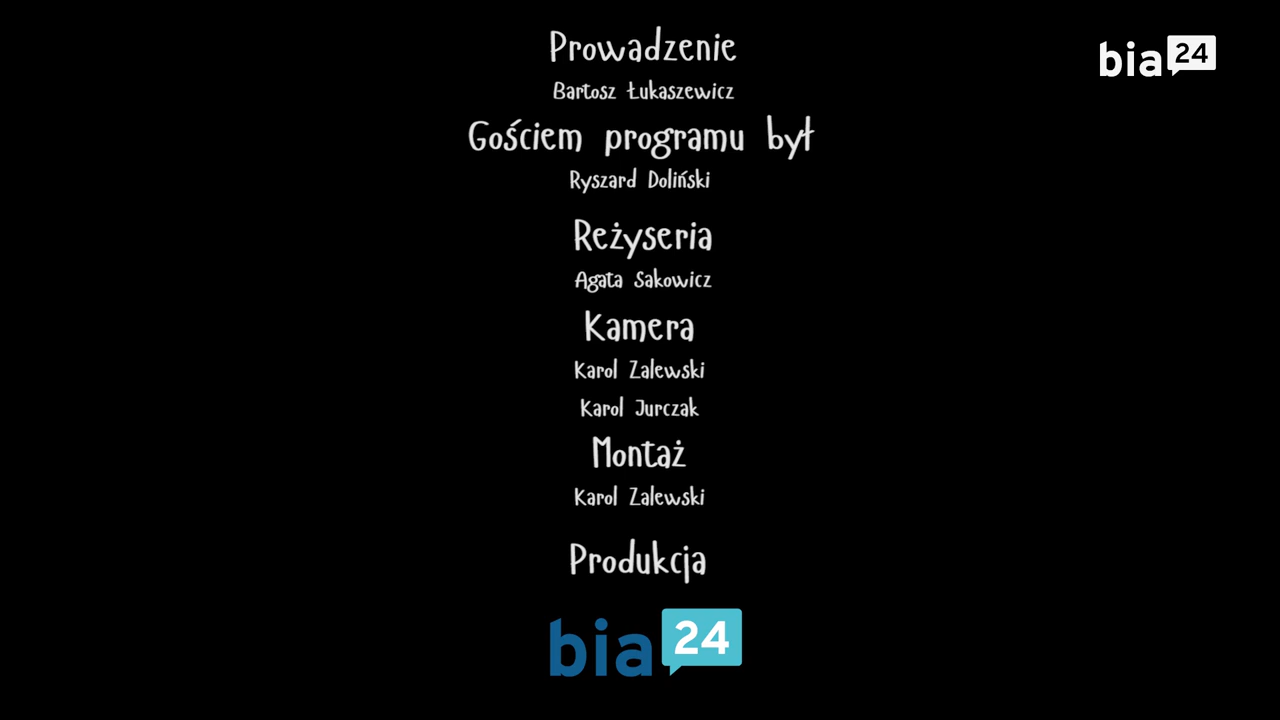 Prowadzenie
bia24
Bartosz Łukaszewicz
Gościem programu był
Ryszard Doliński
Reżyseria
Agata Sakowicz
Kamera
Karol Zalewski
Karol Jurczak
Montaż
Karol Zalewski
Produkcja
bia24